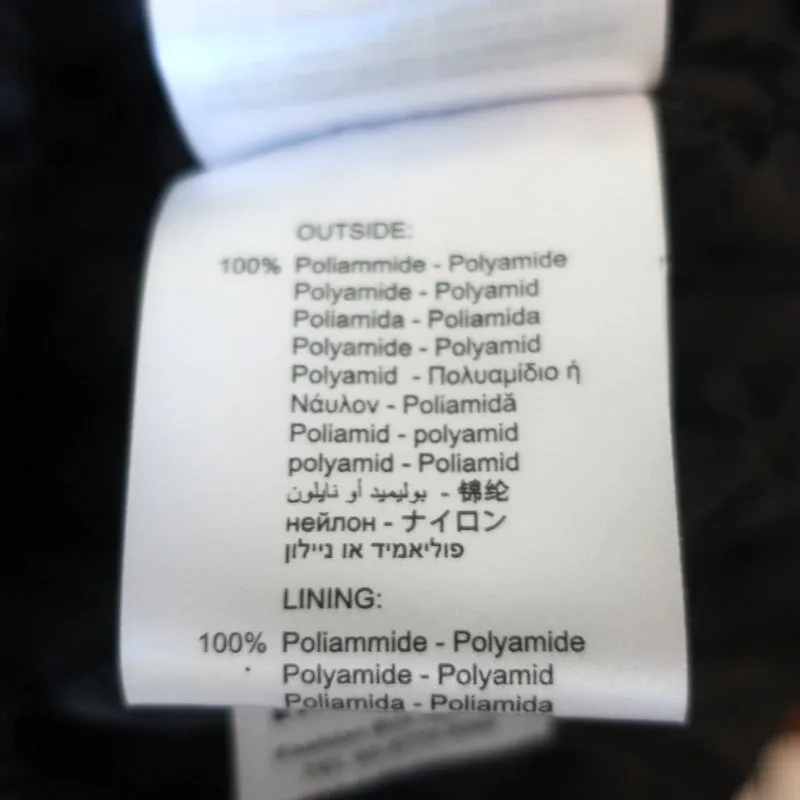 OUTSIDE:
100% Poliammide - Polyamide
Polyamide - Polyamid
Poliamida - Poliamida
Polyamide - Polyamid
Polyamid - Πολυαμίδιο ή
Νάυλον - Poliamidă
Poliamid - polyamid
polyamid - Poliamid
بوليميد أو نايلون - 锦纶
нейлон - ナイロン
פוליאמיד או ניילון
LINING:
100% Poliammide - Polyamide
Polyamide - Polyamid
Poliamida - Poliamida